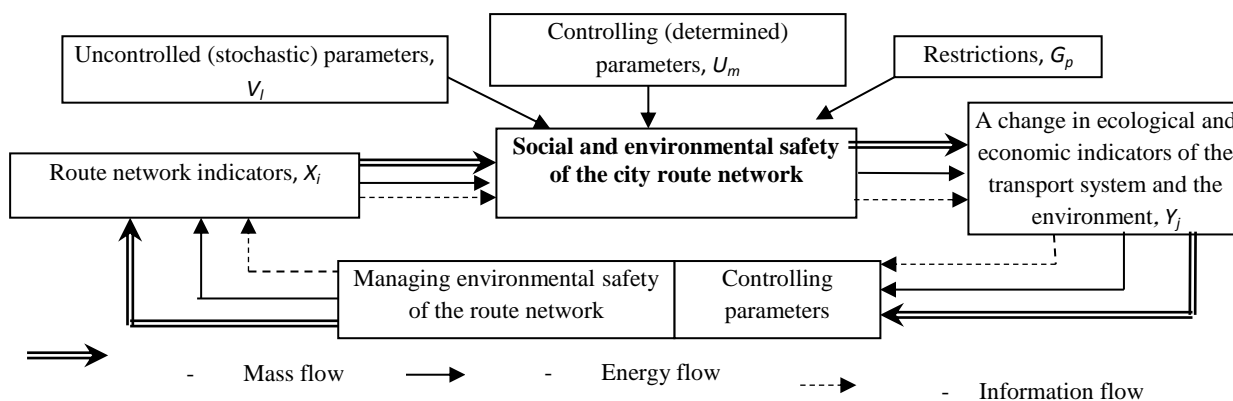 Uncontrolled (stochastic) parameters,
V_l
Controlling (determined)
parameters, U_m
Restrictions, G_p
Route network indicators, X_i
Social and environmental safety
of the city route network
A change in ecological and
economic indicators of the
transport system and the
environment, Y_j
Managing environmental safety
of the route network
Controlling
parameters
- Mass flow
- Energy flow
- Information flow